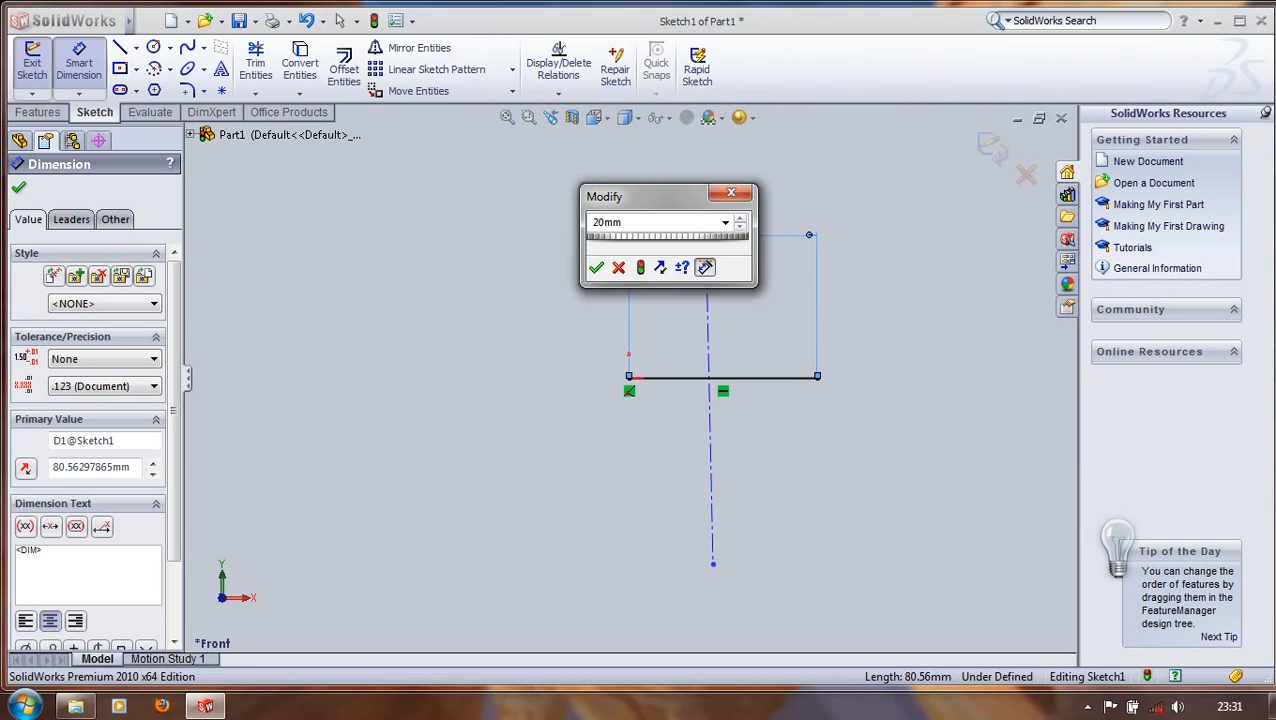 SolidWorks
Sketch1 of Part1 *
SolidWorks Search
Exit Sketch
Smart Dimension
Trim Entities
Convert Entities
Offset Entities
Mirror Entities
Linear Sketch Pattern
Move Entities
Display/Delete Relations
Repair Sketch
Quick Snaps
Rapid Sketch
Features
Sketch
Evaluate
DimXpert
Office Products
Part1 (Default<<Default>_...
Dimension
?
Value
Leaders
Other
Style
<NONE>
Tolerance/Precision
None
.123 (Document)
Primary Value
D1@Sketch1
80.56297865mm
Dimension Text
<DIM>
Modify
20mm
Y
X
*Front
SolidWorks Resources
Getting Started
New Document
Open a Document
Making My First Part
Making My First Drawing
Tutorials
General Information
Community
Online Resources
Tip of the Day
You can change the
order of features by
dragging them in the
FeatureManager
design tree.
Next Tip
Model
Motion Study 1
SolidWorks Premium 2010 x64 Edition
Length: 80.56mm
Under Defined
Editing Sketch1
23:31